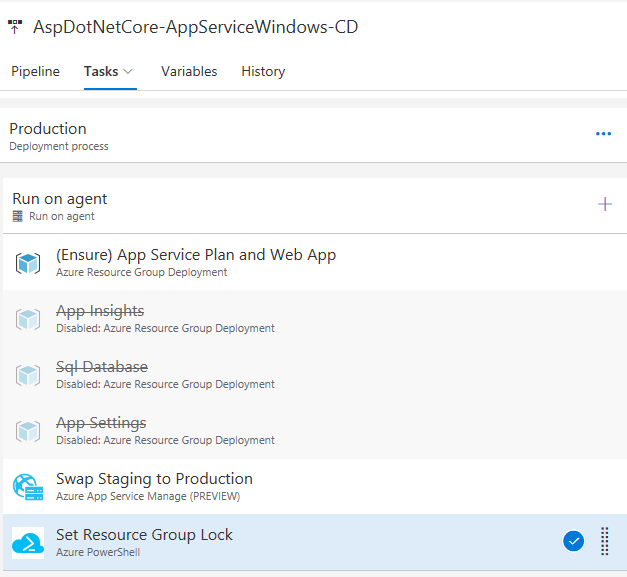 AspDotNetCore-AppServiceWindows-CD
Pipeline Tasks Variables History
Production
Deployment process
Run on agent
Run on agent
(Ensure) App Service Plan and Web App
Azure Resource Group Deployment
App Insights
Disabled: Azure Resource Group Deployment
Sql Database
Disabled: Azure Resource Group Deployment
App Settings
Disabled: Azure Resource Group Deployment
Swap Staging to Production
Azure App Service Manage (PREVIEW)
Set Resource Group Lock
Azure PowerShell